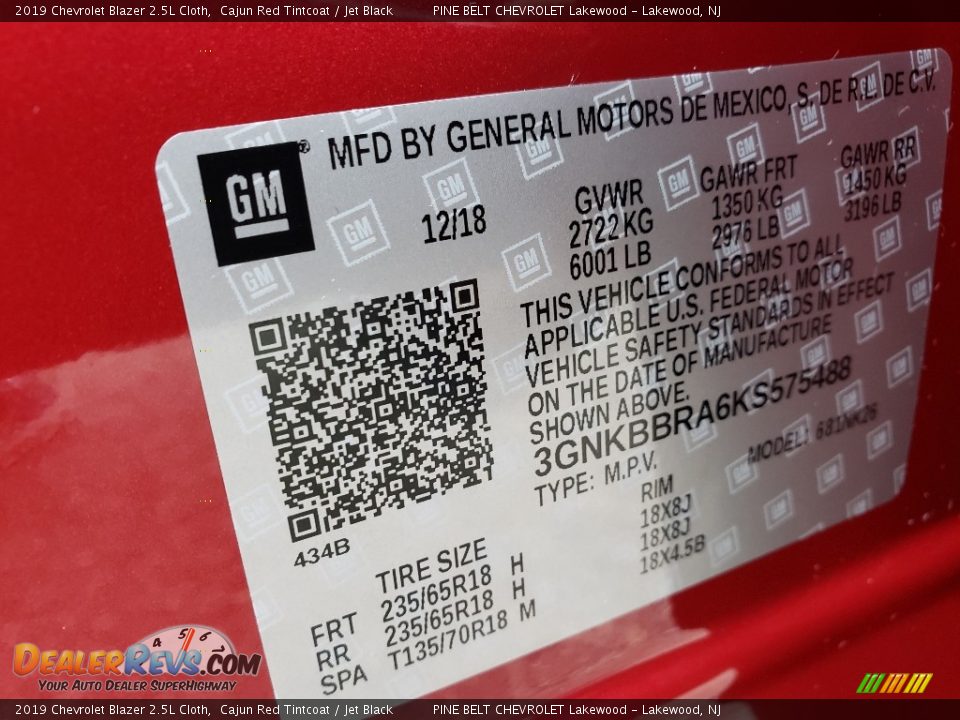 2019 Chevrolet Blazer 2.5L Cloth, Cajun Red Tintcoat / Jet Black PINE BELT CHEVROLET Lakewood - Lakewood, NJ
GM ® MFD BY GENERAL MOTORS DE MEXICO, S. DE R.L. DE C.V.
12/18
GVWR GAWR FRT GAWR RR
2722 KG 1350 KG 1450 KG
6001 LB 2976 LB 3196 LB
THIS VEHICLE CONFORMS TO ALL
APPLICABLE U.S. FEDERAL MOTOR
VEHICLE SAFETY STANDARDS IN EFFECT
ON THE DATE OF MANUFACTURE
SHOWN ABOVE.
3GNKBBRA6KS575488
TYPE: M.P.V. MODEL: 681NK26
434B
TIRE SIZE RIM
FRT 235/65R18 H 18X8J
RR 235/65R18 H 18X8J
SPA T135/70R18 M 18X4.5B
4 5 6
DEALERREVS.COM
YOUR AUTO DEALER SUPERHIGHWAY
2019 Chevrolet Blazer 2.5L Cloth, Cajun Red Tintcoat / Jet Black PINE BELT CHEVROLET Lakewood - Lakewood, NJ